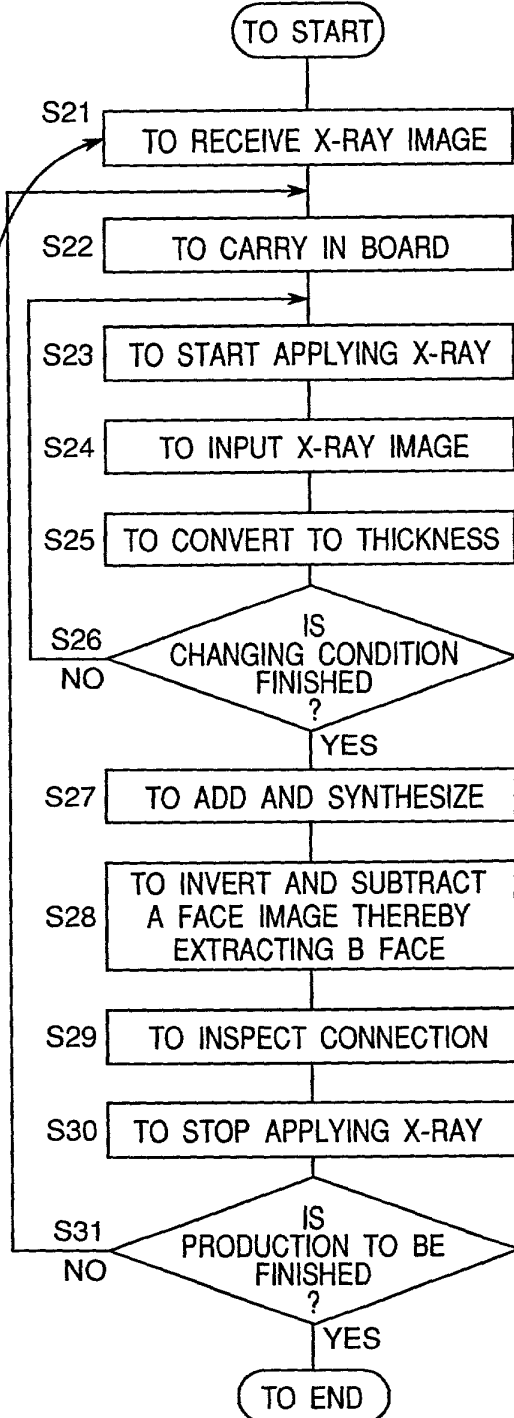 TO START
S21
TO RECEIVE X-RAY IMAGE
S22
TO CARRY IN BOARD
S23
TO START APPLYING X-RAY
S24
TO INPUT X-RAY IMAGE
S25
TO CONVERT TO THICKNESS
S26
NO
IS
CHANGING CONDITION
FINISHED
?
YES
S27
TO ADD AND SYNTHESIZE
S28
TO INVERT AND SUBTRACT
A FACE IMAGE THEREBY
EXTRACTING B FACE
S29
TO INSPECT CONNECTION
S30
TO STOP APPLYING X-RAY
S31
NO
IS
PRODUCTION TO BE
FINISHED
?
YES
TO END